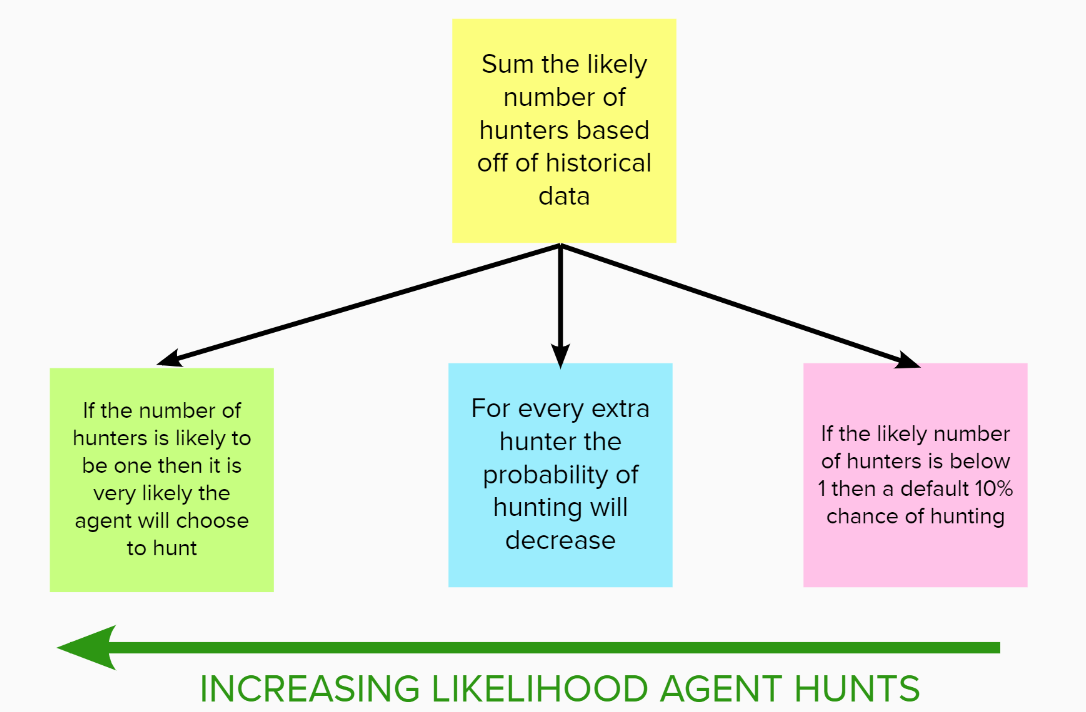 Sum the likely
number of
hunters based
off of historical
data
If the number of
hunters is likely to
be one then it is
very likely the
agent will choose
to hunt
For every extra
hunter the
probability of
hunting will
decrease
If the likely number
of hunters is below
1 then a default 10%
chance of hunting
INCREASING LIKELIHOOD AGENT HUNTS